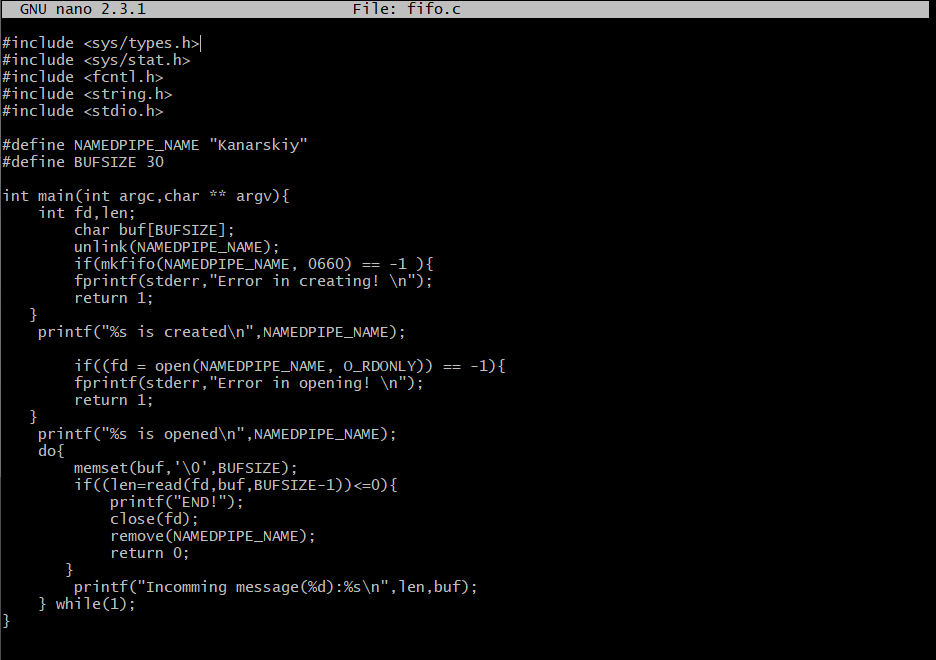 GNU nano 2.3.1 File: fifo.c
#include <sys/types.h>
#include <sys/stat.h>
#include <fcntl.h>
#include <string.h>
#include <stdio.h>
#define NAMEDPIPE_NAME "Kanarskiy"
#define BUFSIZE 30
int main(int argc,char ** argv){
    int fd,len;
        char buf[BUFSIZE];
        unlink(NAMEDPIPE_NAME);
        if(mkfifo(NAMEDPIPE_NAME, 0660) == -1 ){
        fprintf(stderr,"Error in creating! \n");
        return 1;
   }
    printf("%s is created\n",NAMEDPIPE_NAME);
        if((fd = open(NAMEDPIPE_NAME, O_RDONLY)) == -1){
        fprintf(stderr,"Error in opening! \n");
        return 1;
   }
    printf("%s is opened\n",NAMEDPIPE_NAME);
    do{
        memset(buf,'\0',BUFSIZE);
        if((len=read(fd,buf,BUFSIZE-1))<=0){
            printf("END!");
            close(fd);
            remove(NAMEDPIPE_NAME);
            return 0;
       }
        printf("Incomming message(%d):%s\n",len,buf);
    } while(1);
}